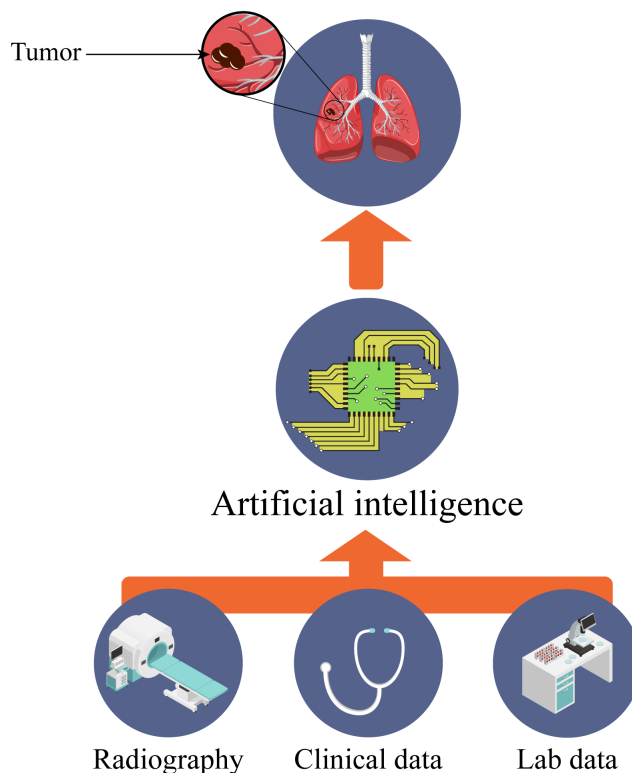 Tumor
Artificial intelligence
Radiography
Clinical data
Lab data